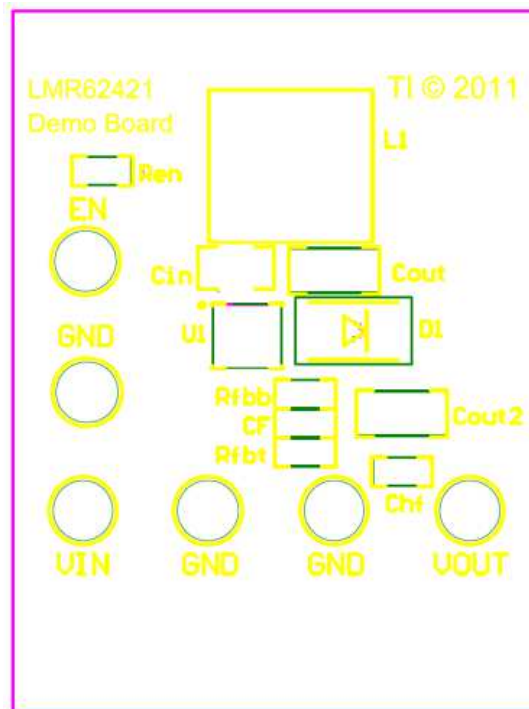 LMR62421
Demo Board
TI © 2011
L1
Ren
EN
Cin
Cout
GND
U1
D1
Rfbb
CF
Cout2
Rfbt
Chf
VIN
GND
GND
VOUT